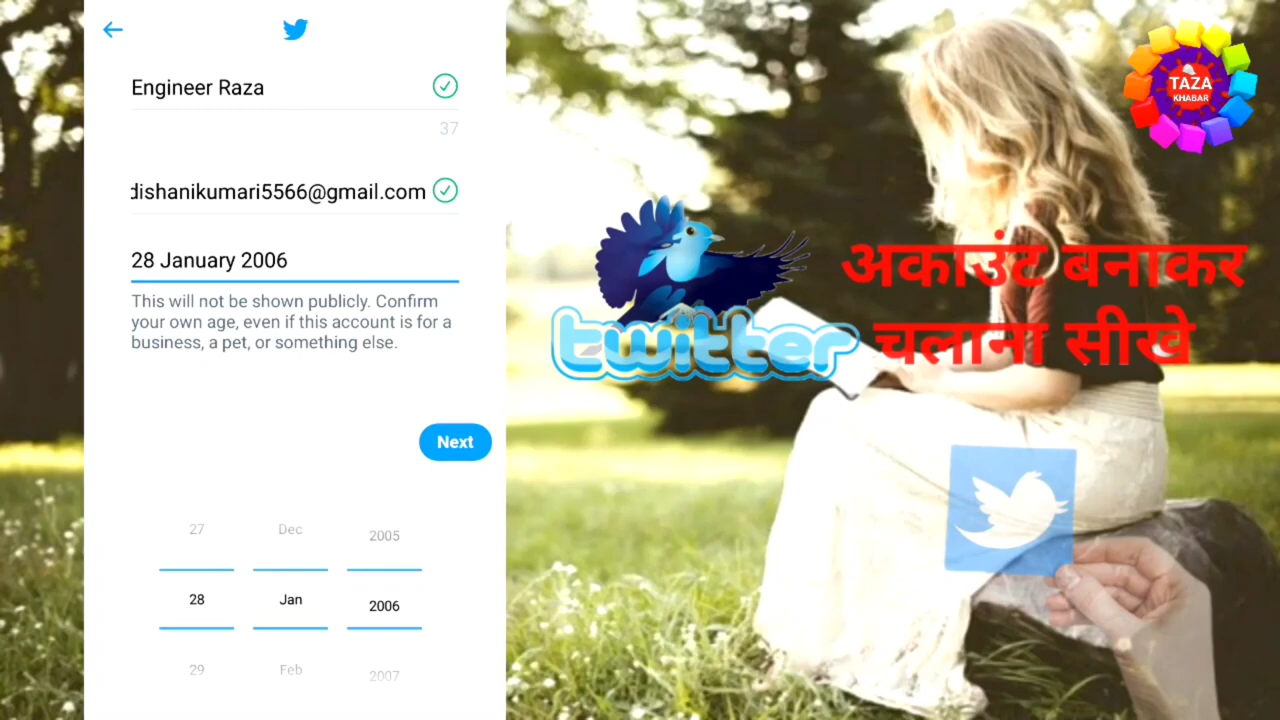 Engineer Raza
37
dishanikumari5566@gmail.com
28 January 2006
This will not be shown publicly. Confirm
your own age, even if this account is for a
business, a pet, or something else.
Next
27 Dec 2005
28 Jan 2006
29 Feb 2007
twitter
अकाउंट बनाकर
चलाना सीखे
TAZA
KHABAR